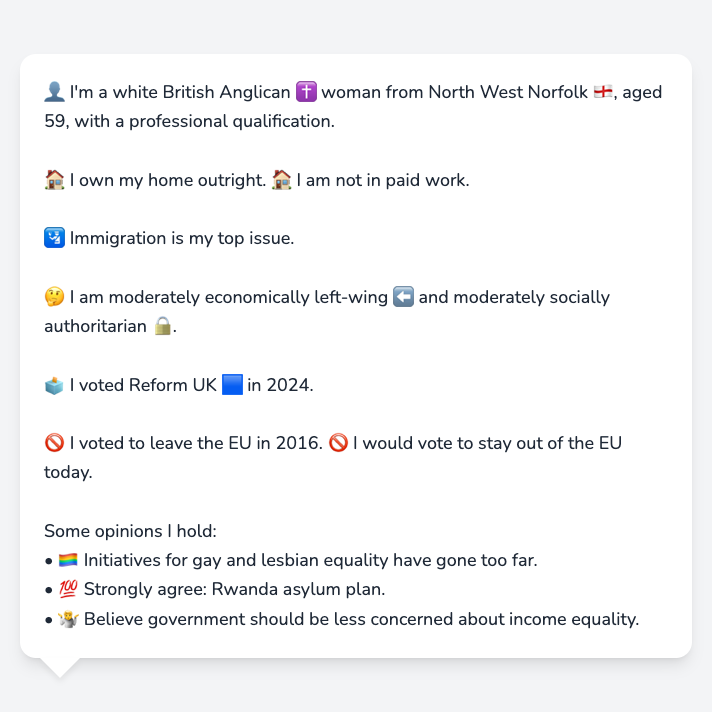 👤 I'm a white British Anglican ✝️ woman from North West Norfolk 🏴󠁧󠁢󠁥󠁮󠁧󠁿, aged
59, with a professional qualification.
🏠 I own my home outright. 🏠 I am not in paid work.
🛂 Immigration is my top issue.
🤔 I am moderately economically left-wing ⬅️ and moderately socially
authoritarian 🔒.
🗳️ I voted Reform UK 🟦 in 2024.
🚫 I voted to leave the EU in 2016. 🚫 I would vote to stay out of the EU
today.
Some opinions I hold:
• 🏳️‍🌈 Initiatives for gay and lesbian equality have gone too far.
• 💯 Strongly agree: Rwanda asylum plan.
• 🤷 Believe government should be less concerned about income equality.